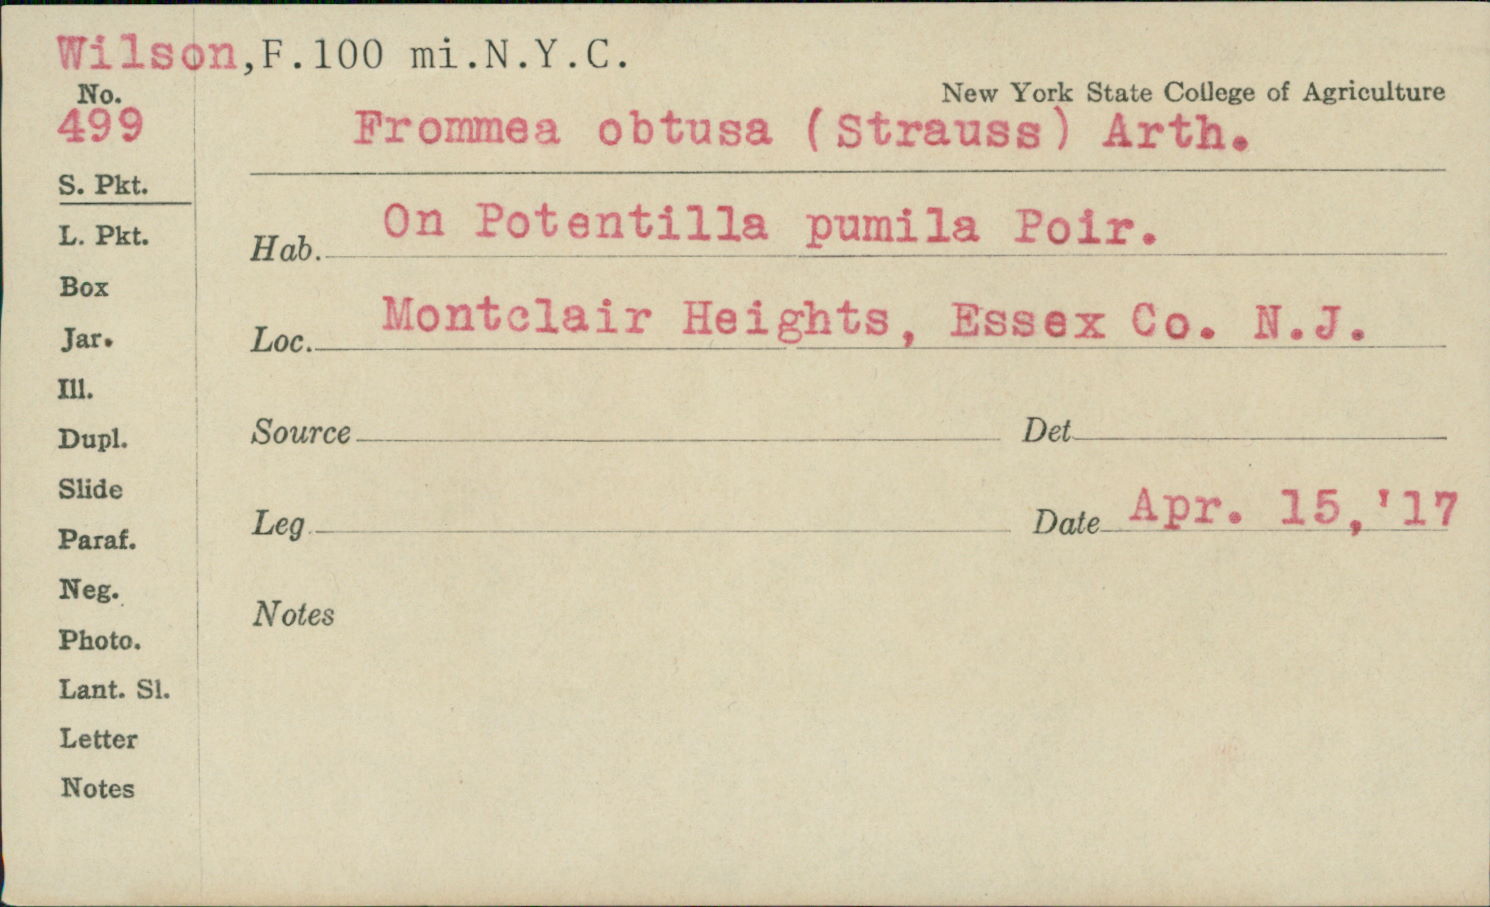 Wilson,F.100 mi.N.Y.C.
No.
New York State College of Agriculture
499
Frommea obtusa (Strauss) Arth.
S. Pkt.
On Potentilla pumila Poir.
L. Pkt.
Hab.
Box
Montclair Heights, Essex Co. N.J.
Jar.
Loc.
Ill.
Dupl.
Source Det
Slide
Leg Date Apr. 15,'17
Paraf.
Neg.
Notes
Photo.
Lant. Sl.
Letter
Notes